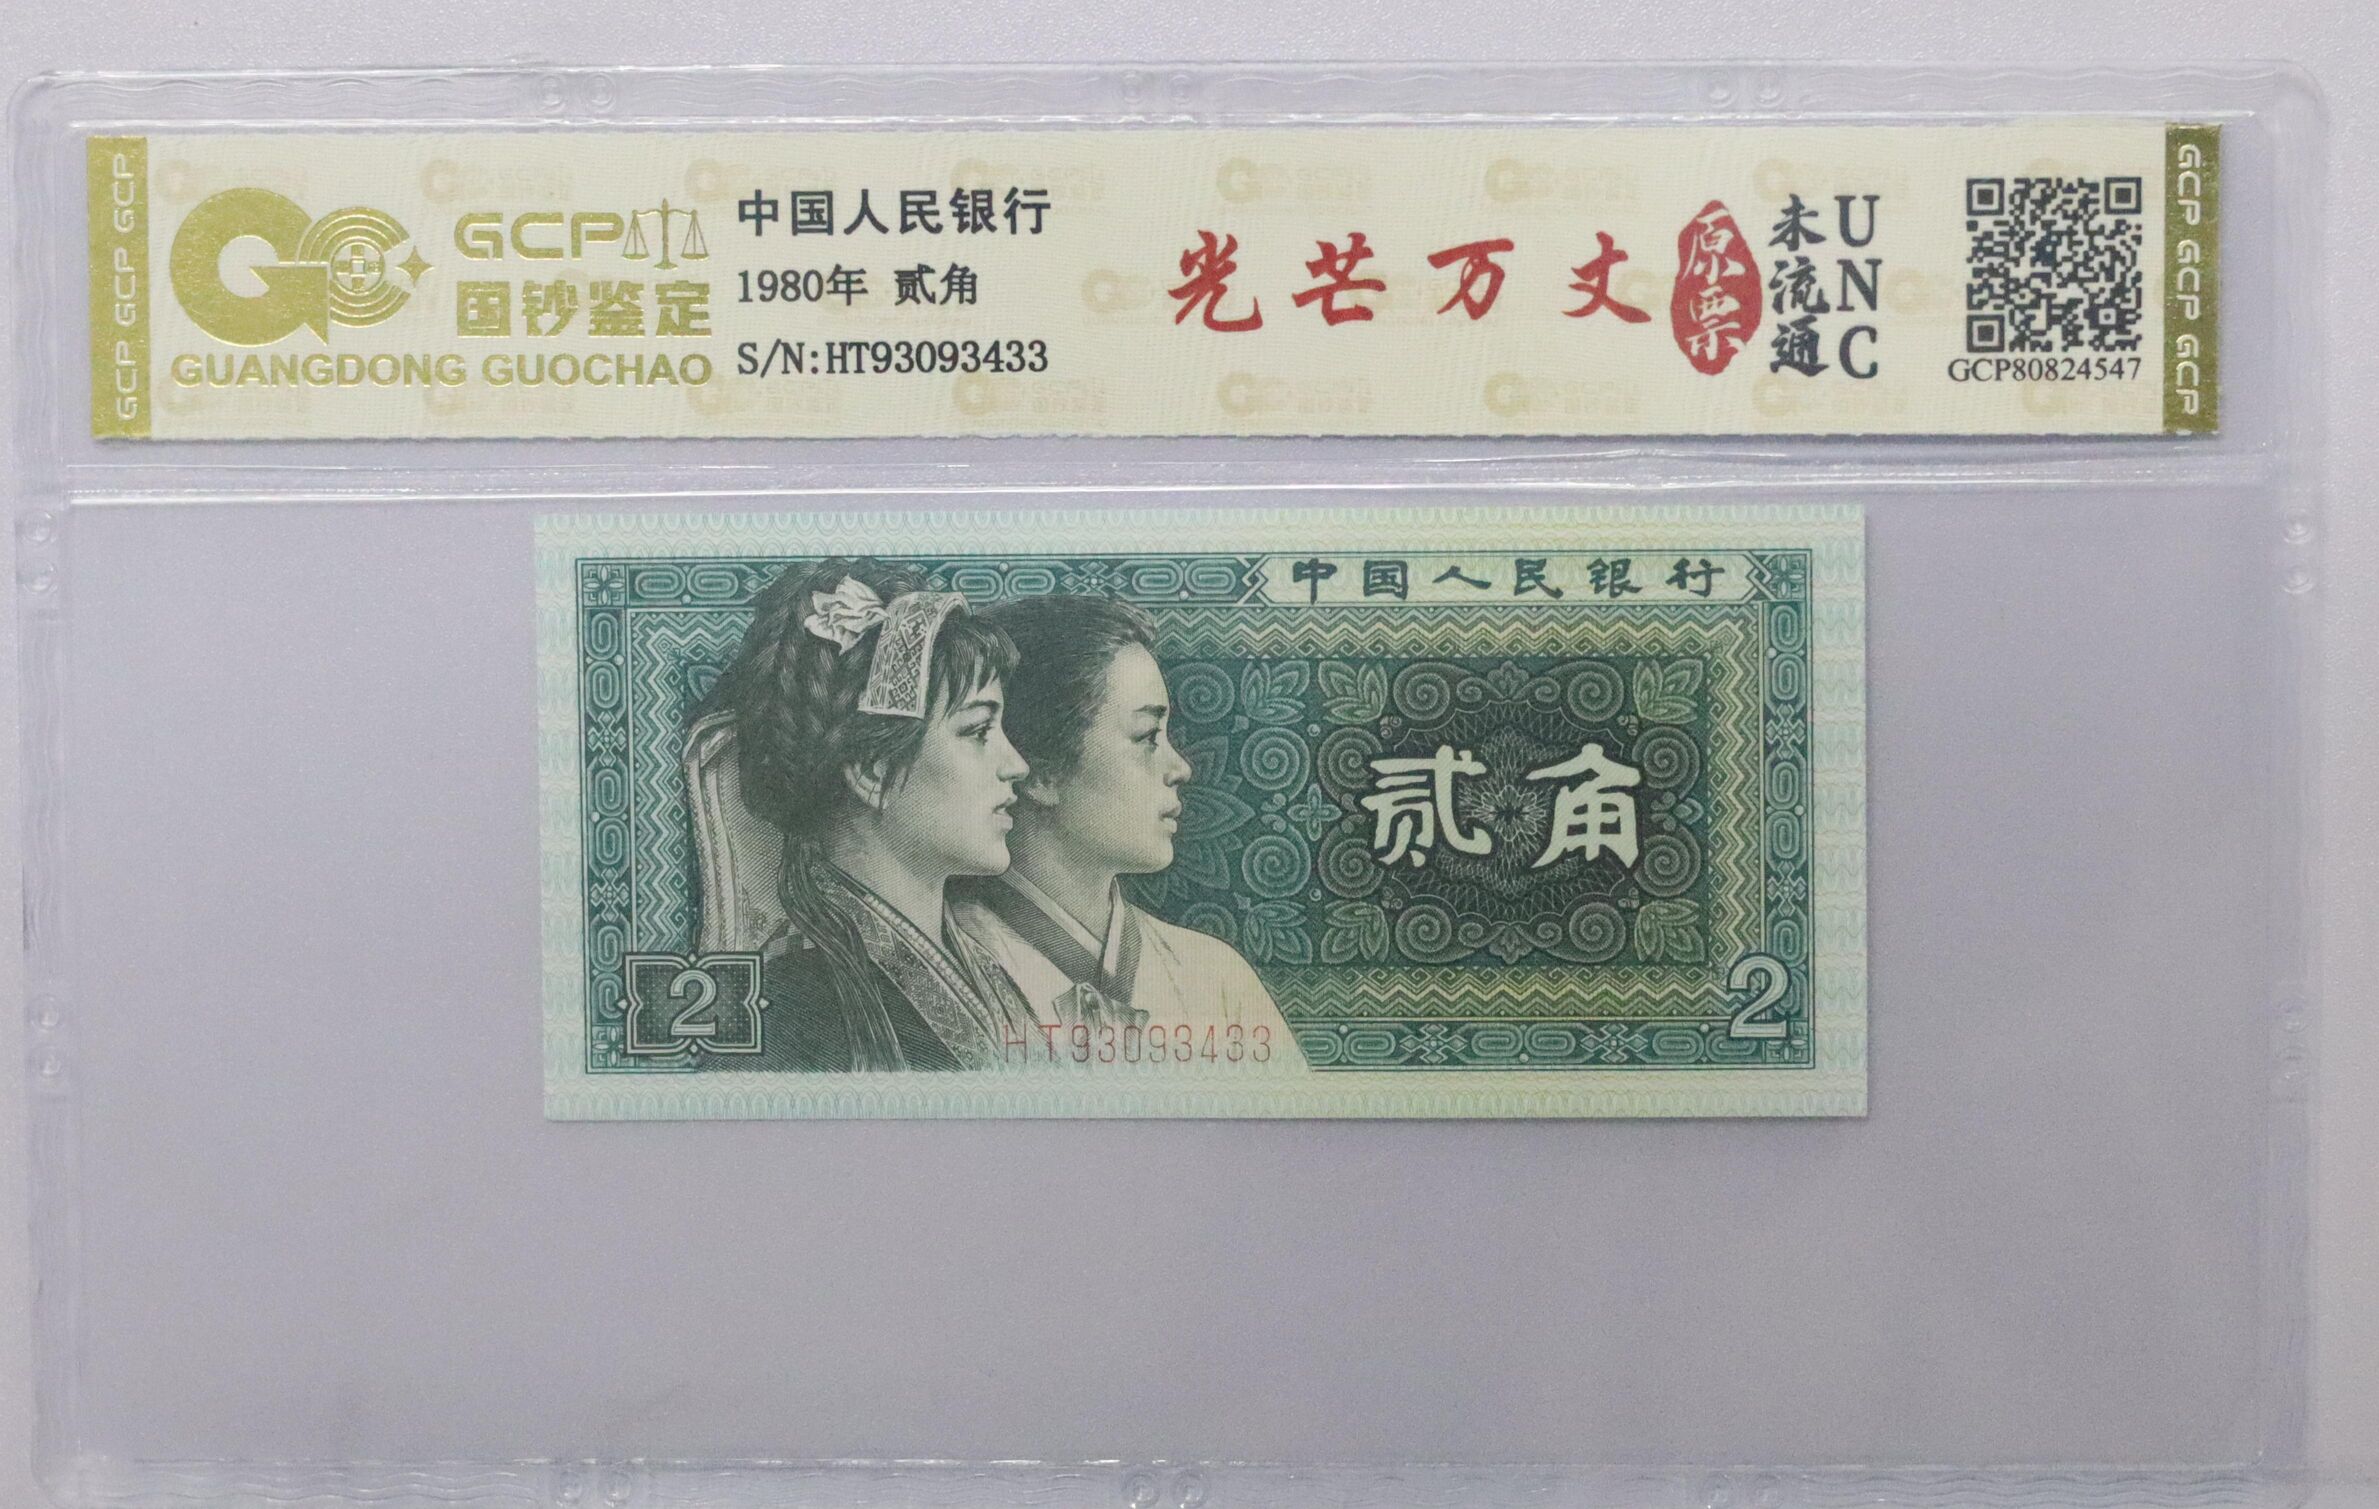 GCP GCP GCP
GCP
国钞鉴定
GUANGDONG GUOCHAO
中国人民银行
1980年 贰角
S/N:HT93093433
光芒万丈
原票
未流通
UNC
GCP80824547
GCP GCP GCP
中国人民银行
贰角
2
2
HT93093433